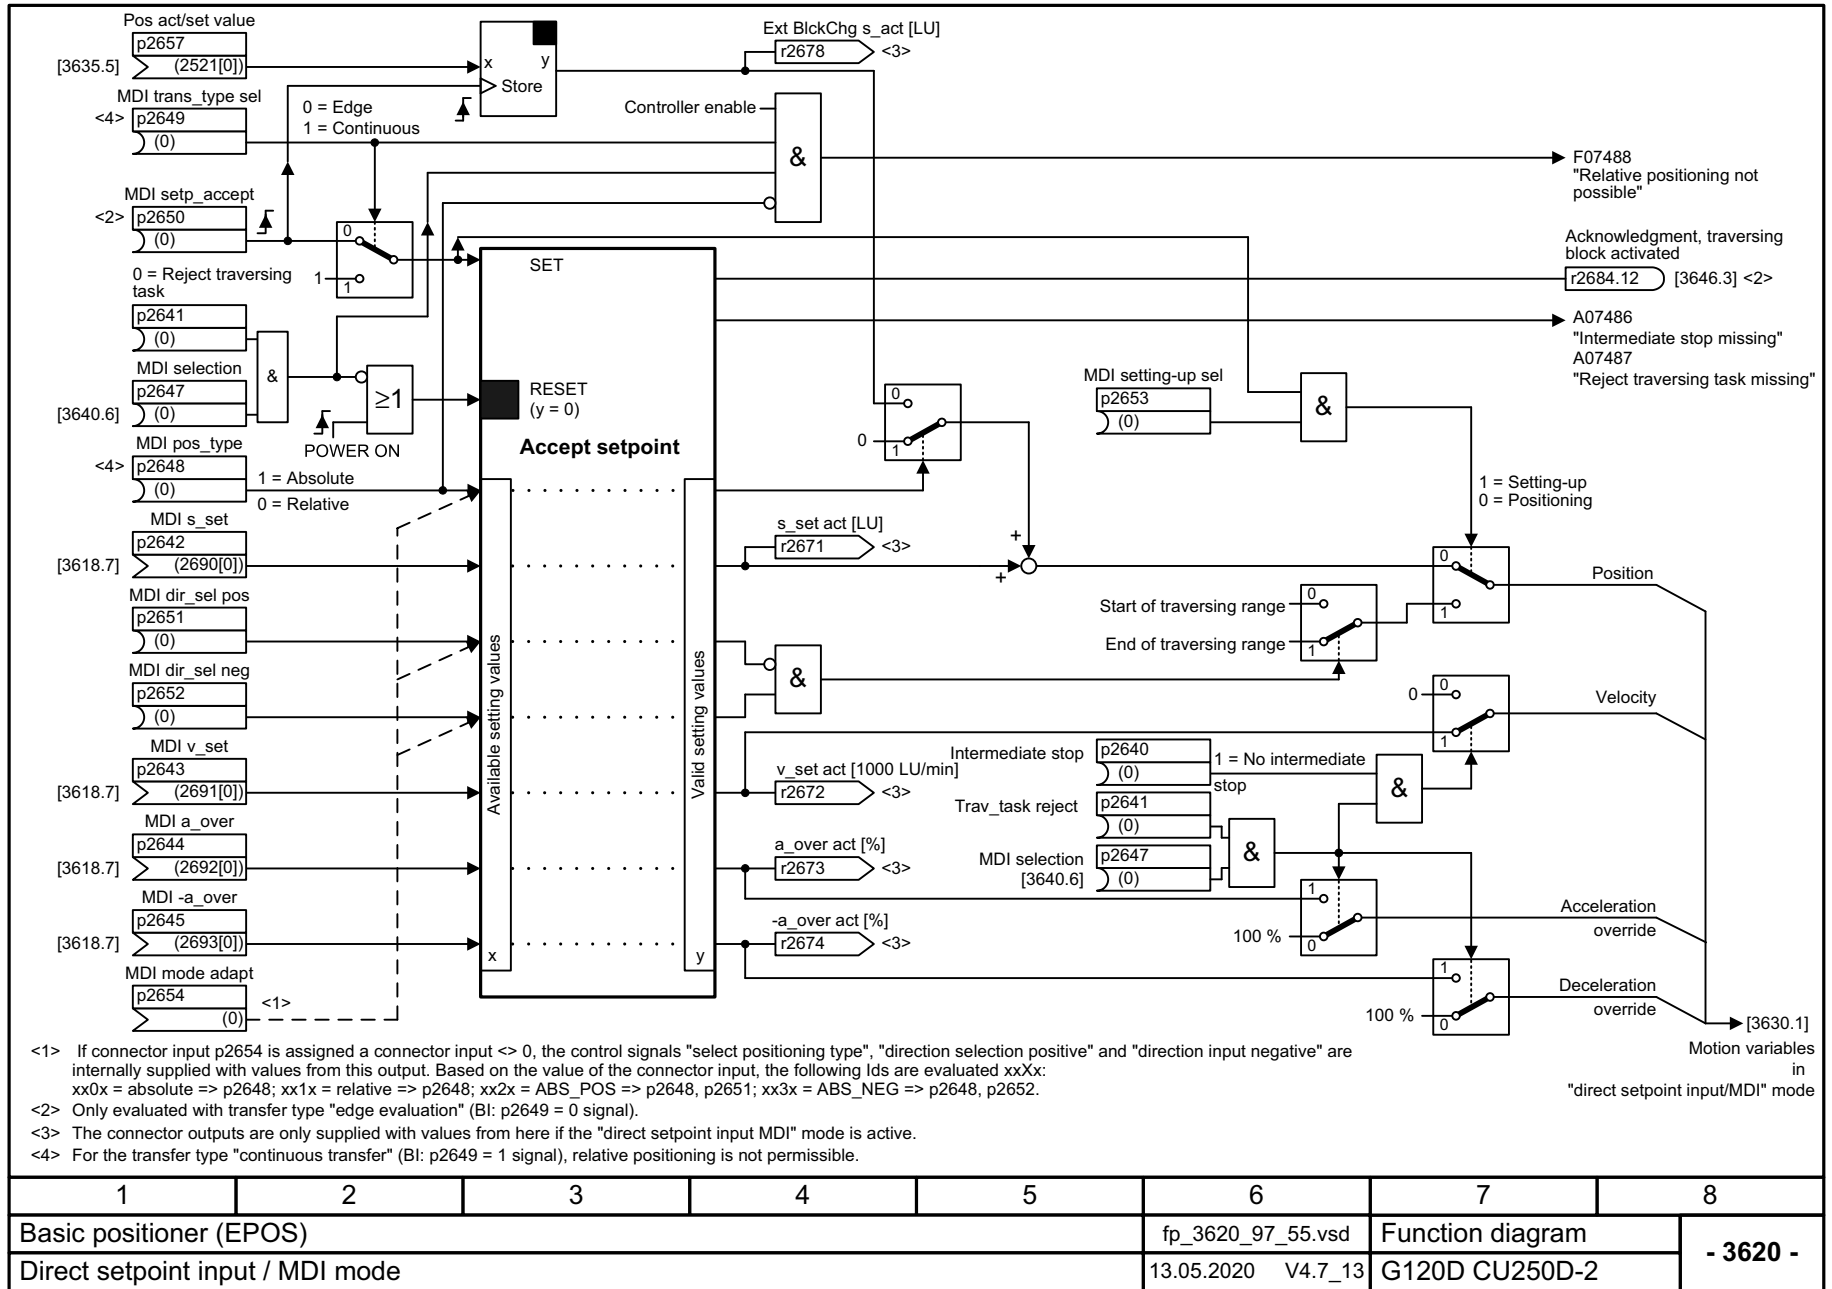 Pos act/set value
p2657
[3635.5]
(2521[0])
MDI trans_type sel
<4>
p2649
(0)
0 = Edge
1 = Continuous
MDI setp_accept
<2>
p2650
(0)
0 = Reject traversing
task
p2641
(0)
MDI selection
p2647
[3640.6]
(0)
MDI pos_type
<4>
p2648
(0)
1 = Absolute
0 = Relative
MDI s_set
p2642
[3618.7]
(2690[0])
MDI dir_sel pos
p2651
(0)
MDI dir_sel neg
p2652
(0)
MDI v_set
p2643
[3618.7]
(2691[0])
MDI a_over
p2644
[3618.7]
(2692[0])
MDI -a_over
p2645
[3618.7]
(2693[0])
MDI mode adapt
p2654
(0)
<1>
x
y
Store
0
1
1
&
≥1
POWER ON
SET
RESET
(y = 0)
Accept setpoint
Available setting values
x
Valid setting values
y
Ext BlckChg s_act [LU]
r2678
<3>
Controller enable
&
F07488
"Relative positioning not
possible"
Acknowledgment, traversing
block activated
r2684.12
[3646.3] <2>
A07486
"Intermediate stop missing"
A07487
"Reject traversing task missing"
0
0
1
MDI setting-up sel
p2653
(0)
&
1 = Setting-up
0 = Positioning
s_set act [LU]
r2671
<3>
+
+
0
1
Position
Start of traversing range
0
End of traversing range
1
&
0
0
1
Velocity
Intermediate stop
p2640
(0)
1 = No intermediate
stop
&
v_set act [1000 LU/min]
r2672
<3>
Trav_task reject
p2641
(0)
MDI selection
[3640.6]
p2647
(0)
&
a_over act [%]
r2673
<3>
1
100 %
0
Acceleration
override
-a_over act [%]
r2674
<3>
1
100 %
0
Deceleration
override
[3630.1]
Motion variables
in
"direct setpoint input/MDI" mode
<1> If connector input p2654 is assigned a connector input <> 0, the control signals "select positioning type", "direction selection positive" and "direction input negative" are
internally supplied with values from this output. Based on the value of the connector input, the following Ids are evaluated xxXx:
xx0x = absolute => p2648; xx1x = relative => p2648; xx2x = ABS_POS => p2648, p2651; xx3x = ABS_NEG => p2648, p2652.
<2> Only evaluated with transfer type "edge evaluation" (BI: p2649 = 0 signal).
<3> The connector outputs are only supplied with values from here if the "direct setpoint input MDI" mode is active.
<4> For the transfer type "continuous transfer" (BI: p2649 = 1 signal), relative positioning is not permissible.
1 2 3 4 5 6 7 8
Basic positioner (EPOS)
fp_3620_97_55.vsd
Function diagram
- 3620 -
Direct setpoint input / MDI mode
13.05.2020 V4.7_13
G120D CU250D-2